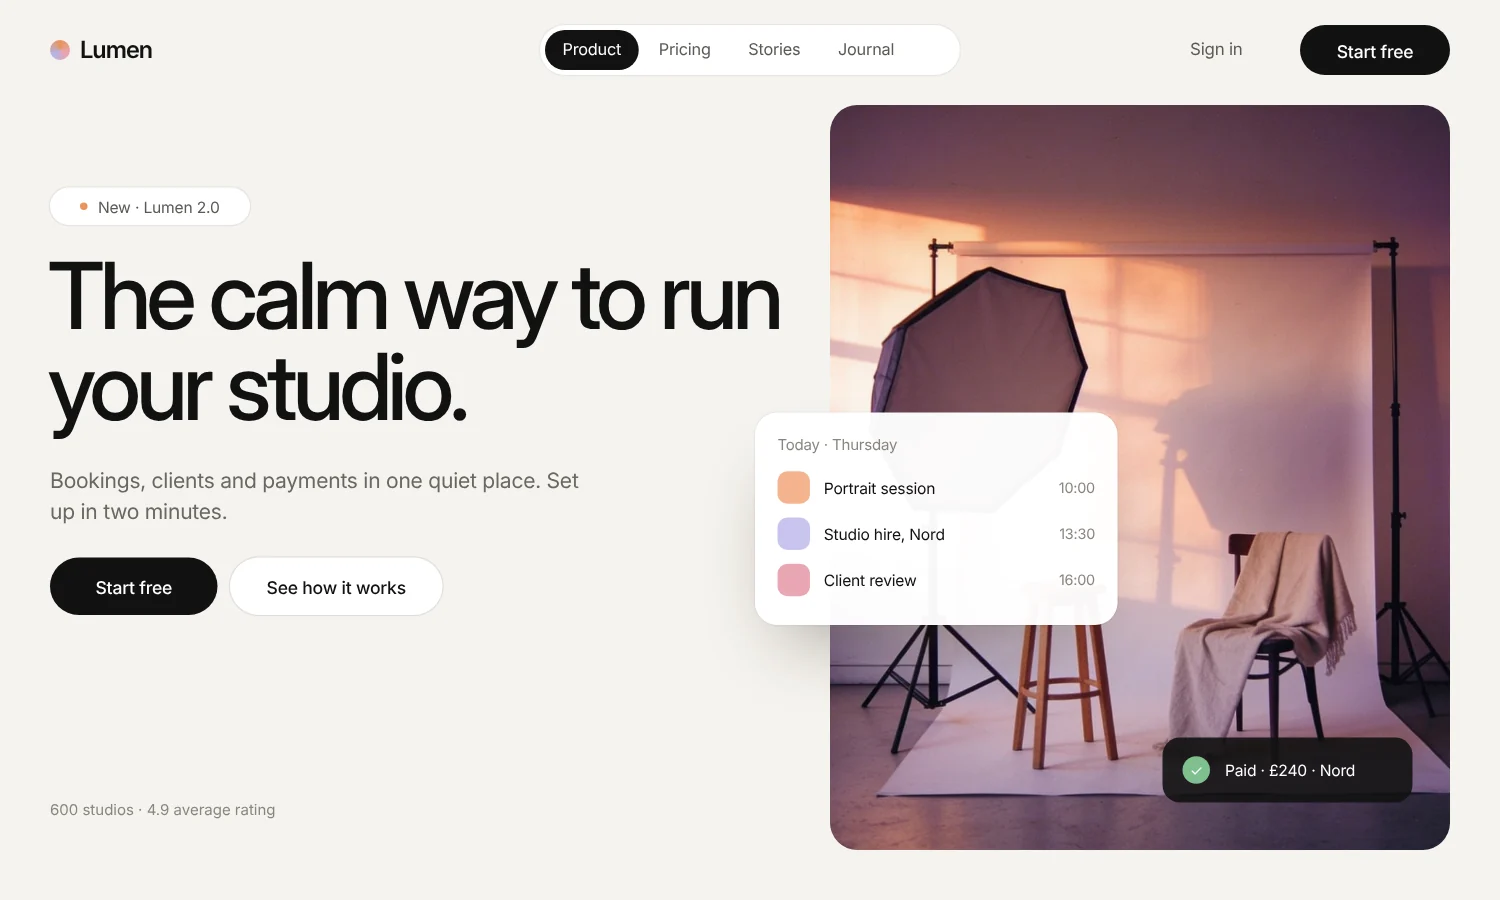 Lumen
Product
Pricing
Stories
Journal
Sign in
Start free
New · Lumen 2.0
The calm way to run
your studio.
Bookings, clients and payments in one quiet place. Set
up in two minutes.
Start free
See how it works
600 studios · 4.9 average rating
Today · Thursday
Portrait session 10:00
Studio hire, Nord 13:30
Client review 16:00
Paid · £240 · Nord